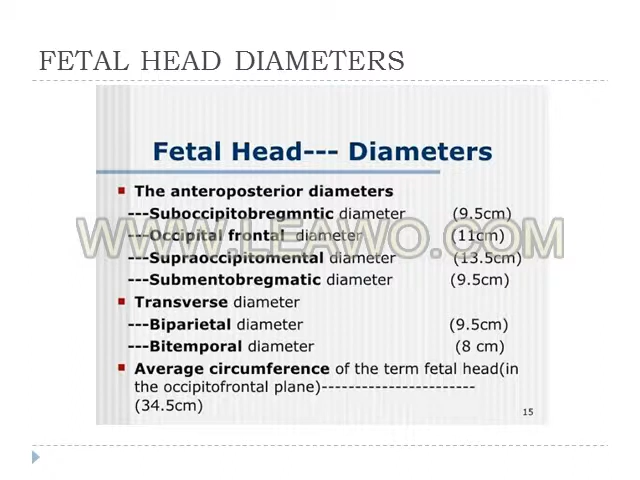 FETAL HEAD DIAMETERS
Fetal Head--- Diameters
The anteroposterior diameters
---Suboccipitobregmntic diameter (9.5cm)
---Occipital frontal diameter (11cm)
---Supraoccipitomental diameter (13.5cm)
WWW.LEAWO.COM
---Submentobregmatic diameter (9.5cm)
Transverse diameter
---Biparietal diameter (9.5cm)
---Bitemporal diameter (8 cm)
Average circumference of the term fetal head(in
the occipitofrontal plane)-----------------------
(34.5cm)
15